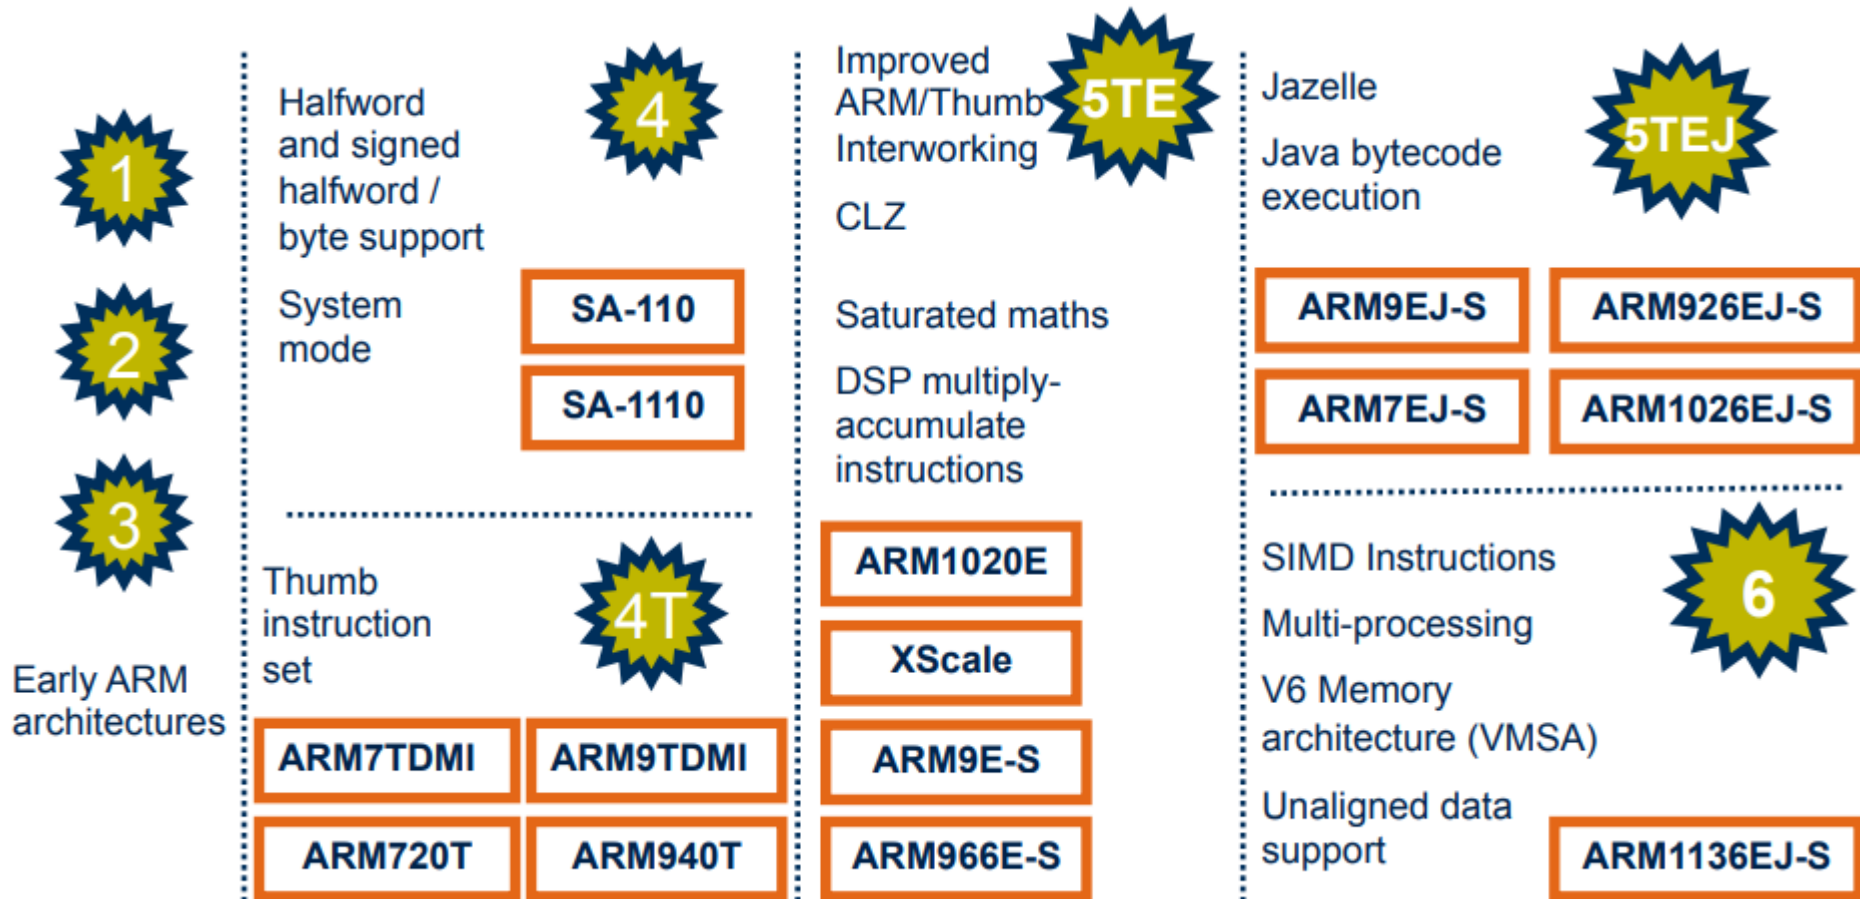 1
2
3
Early ARM
architectures
Halfword
and signed
halfword /
byte support
4
System
mode
SA-110
SA-1110
Thumb
instruction
set
4T
ARM7TDMI
ARM9TDMI
ARM720T
ARM940T
Improved
ARM/Thumb
Interworking
5TE
CLZ
Saturated maths
DSP multiply-
accumulate
instructions
ARM1020E
XScale
ARM9E-S
ARM966E-S
Jazelle
Java bytecode
execution
5TEJ
ARM9EJ-S
ARM926EJ-S
ARM7EJ-S
ARM1026EJ-S
SIMD Instructions
6
Multi-processing
V6 Memory
architecture (VMSA)
Unaligned data
support
ARM1136EJ-S